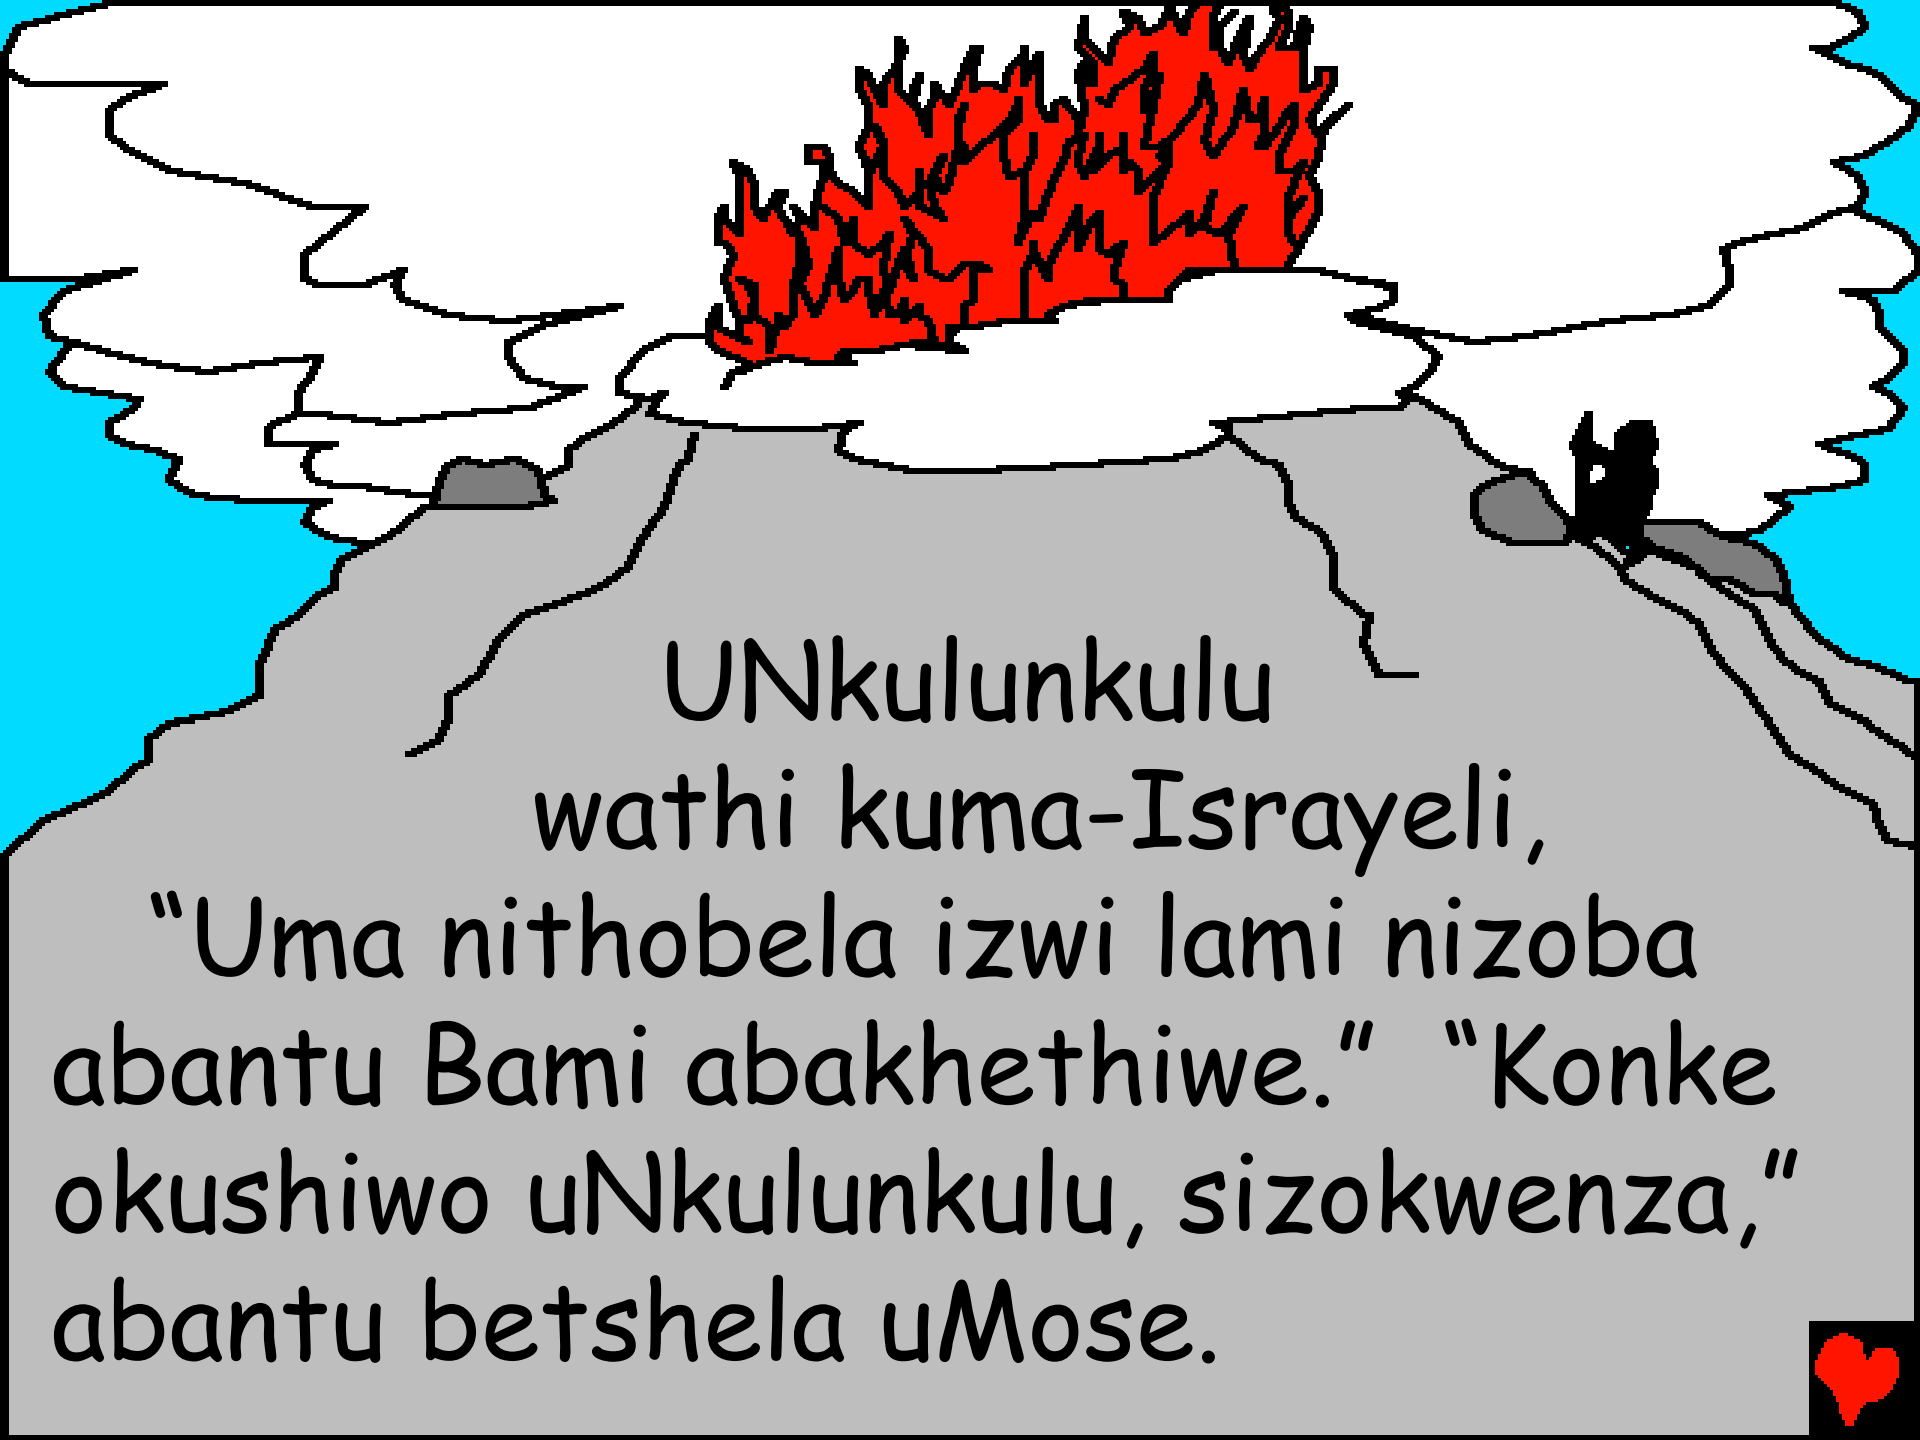 UNkulunkulu
wathi kuma-Israyeli,
“Uma nithobela izwi lami nizoba
abantu Bami abakhethiwe.” “Konke
okushiwo uNkulunkulu, sizokwenza,”
abantu betshela uMose.